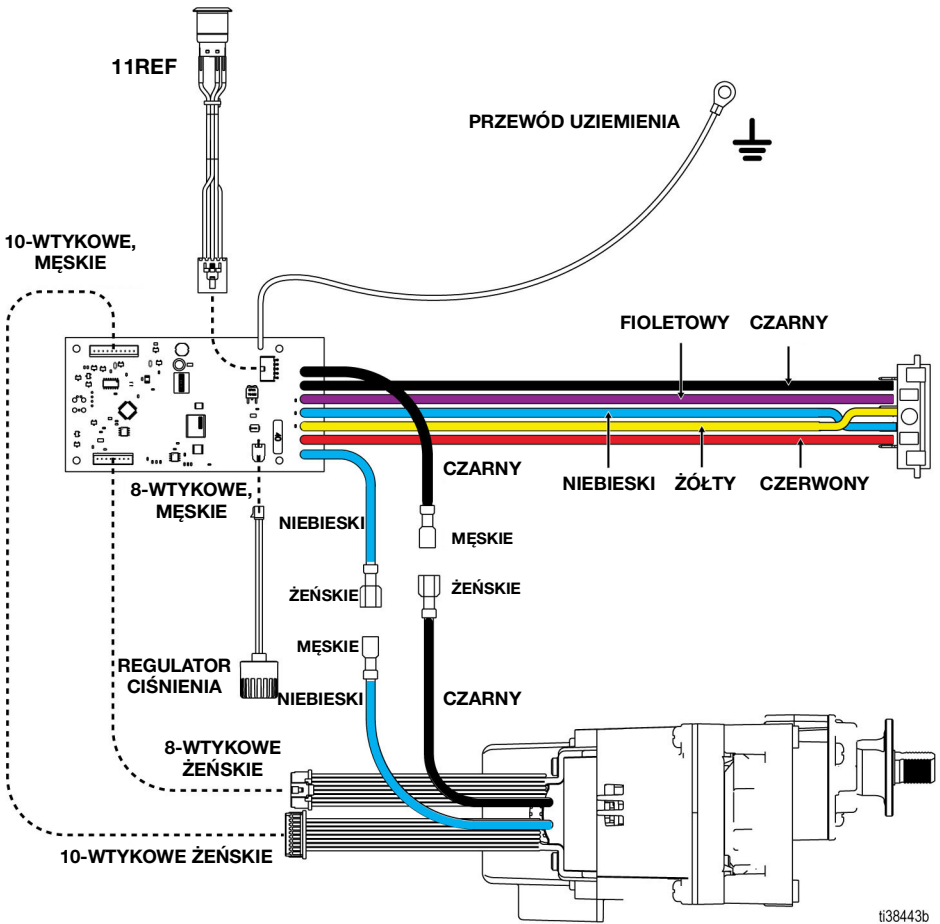 11REF
PRZEWÓD UZIEMIENIA
10-WTYKOWE,
MĘSKIE
FIOLETOWY
CZARNY
CZARNY
NIEBIESKI
ŻÓŁTY
CZERWONY
8-WTYKOWE,
MĘSKIE
NIEBIESKI
MĘSKIE
ŻEŃSKIE
ŻEŃSKIE
MĘSKIE
REGULATOR
CIŚNIENIA
NIEBIESKI
CZARNY
8-WTYKOWE
ŻEŃSKIE
10-WTYKOWE ŻEŃSKIE
ti38443b